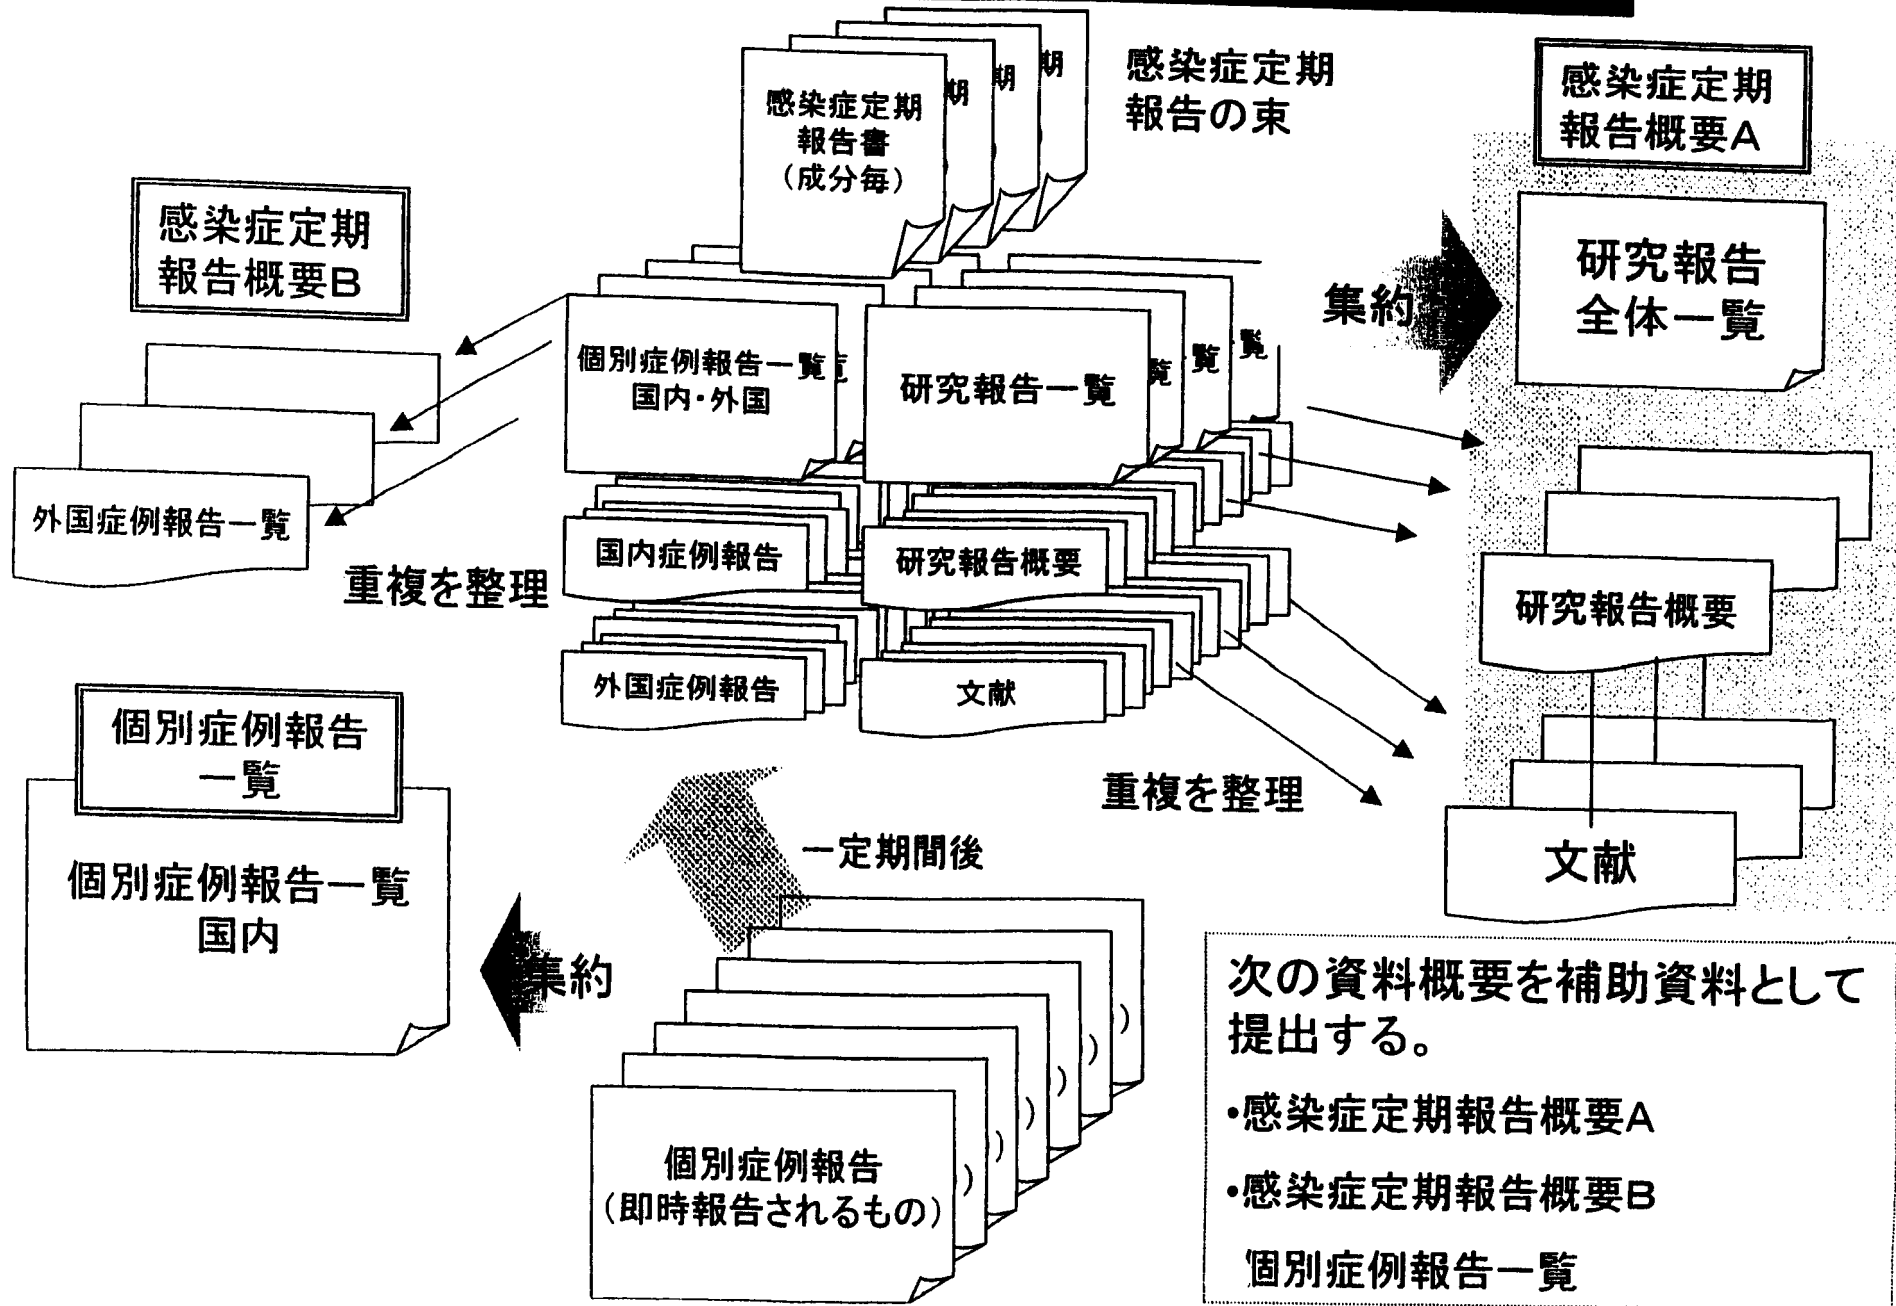 感染症定期
報告書
(成分毎)
期
期
期
感染症定期
報告の束
感染症定期
報告概要A
感染症定期
報告概要B
研究報告
全体一覧
集約
個別症例報告一覧
国内・外国
研究報告一覧
覧
一覧
一覧
外国症例報告一覧
重複を整理
国内症例報告
研究報告概要
研究報告概要
外国症例報告
文献
個別症例報告
一覧
重複を整理
一定期間後
文献
個別症例報告一覧
国内
集約
次の資料概要を補助資料として
提出する。
・感染症定期報告概要A
・感染症定期報告概要B
個別症例報告一覧
個別症例報告
(即時報告されるもの)
)
)
)
)
)
)